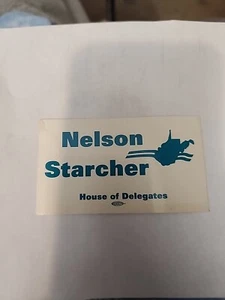 Nelson
Starcher
House of Delegates